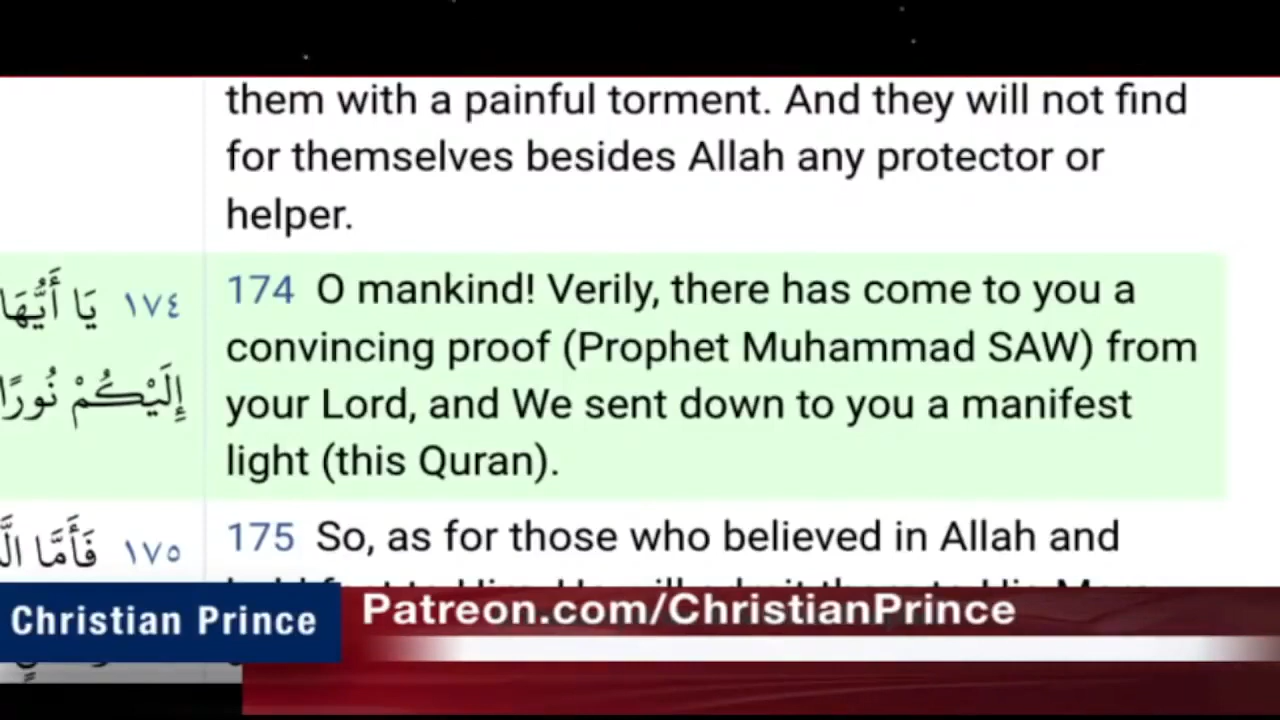 them with a painful torment. And they will not find
for themselves besides Allah any protector or
helper.
١٧٤ يَا أَيُّهَا
174 O mankind! Verily, there has come to you a
convincing proof (Prophet Muhammad SAW) from
إِلَيْكُمْ نُورًا
your Lord, and We sent down to you a manifest
light (this Quran).
١٧٥ فَأَمَّا
175 So, as for those who believed in Allah and
Christian Prince
Patreon.com/ChristianPrince